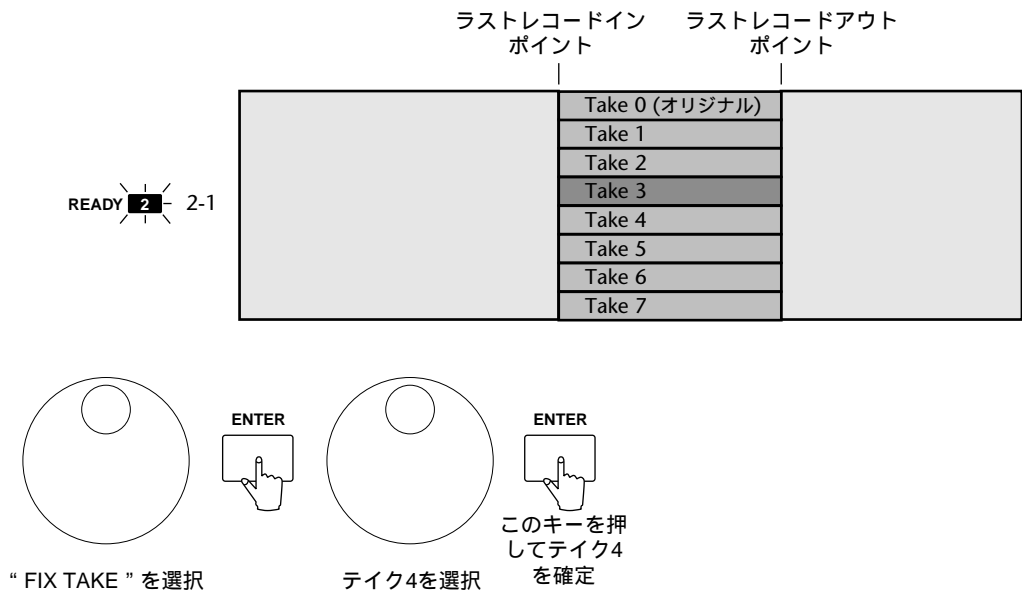 ラストレコードイン
ポイント
ラストレコードアウト
ポイント
Take 0 (オリジナル)
Take 1
Take 2
Take 3
Take 4
Take 5
Take 6
Take 7
READY 2 2-1
ENTER
ENTER
“ FIX TAKE ” を選択
テイク4を選択
このキーを押
してテイク4
を確定